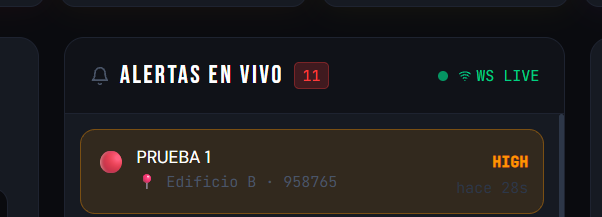 ALERTAS EN VIVO 11 WS LIVE
PRUEBA 1 HIGH
Edificio B · 958765 hace 28s